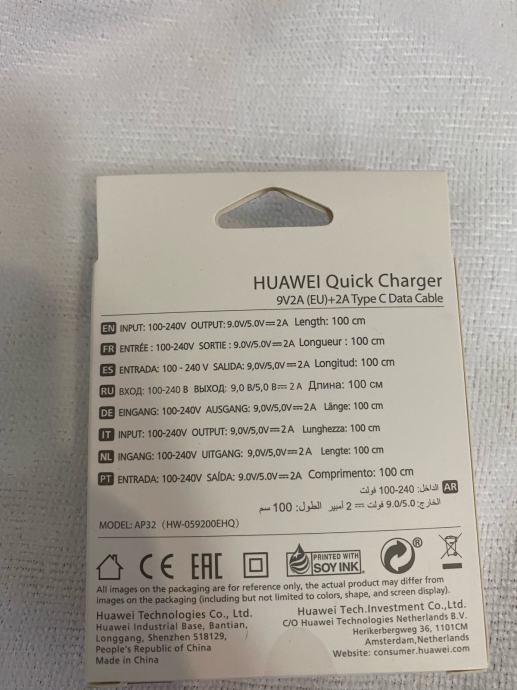 HUAWEI Quick Charger
9V2A (EU)+2A Type C Data Cable
EN INPUT: 100-240V OUTPUT: 9.0V/5.0V⎓2A Length: 100 cm
FR ENTRÉE : 100-240V SORTIE : 9.0V/5.0V⎓2A Longueur : 100 cm
ES ENTRADA: 100 - 240 V SALIDA: 9,0V/5,0V⎓2A Longitud: 100 cm
RU ВХОД: 100-240 В ВЫХОД: 9,0 В/5,0 В⎓2 А Длина: 100 см
DE EINGANG: 100-240V AUSGANG: 9,0V/5,0V⎓2A Länge: 100 cm
IT INPUT: 100-240V OUTPUT: 9,0V/5,0V⎓2A Lunghezza: 100 cm
NL INGANG: 100-240V UITGANG: 9,0V/5,0V⎓2A Lengte: 100 cm
PT ENTRADA: 100-240V SAÍDA: 9.0V/5.0V⎓2A Comprimento: 100 cm
AR الداخل: 100-240 فولت
الخارج: 9.0/5.0 فولت ⎓ 2 أمبير الطول: 100 سم
MODEL: AP32 (HW-059200EHQ)
CE EAC
PRINTED WITH
SOY INK
All images on the packaging are for reference only, the actual product may differ from
images on the packaging (including but not limited to colors, shape, and screen display).
Huawei Technologies Co., Ltd.
Huawei Industrial Base, Bantian,
Longgang, Shenzhen 518129,
People's Republic of China
Made in China
Huawei Tech.Investment Co.,Ltd.
C/O Huawei Technologies Netherlands B.V.
Herikerbergweg 36, 1101CM
Amsterdam,Netherlands
Website: consumer.huawei.com